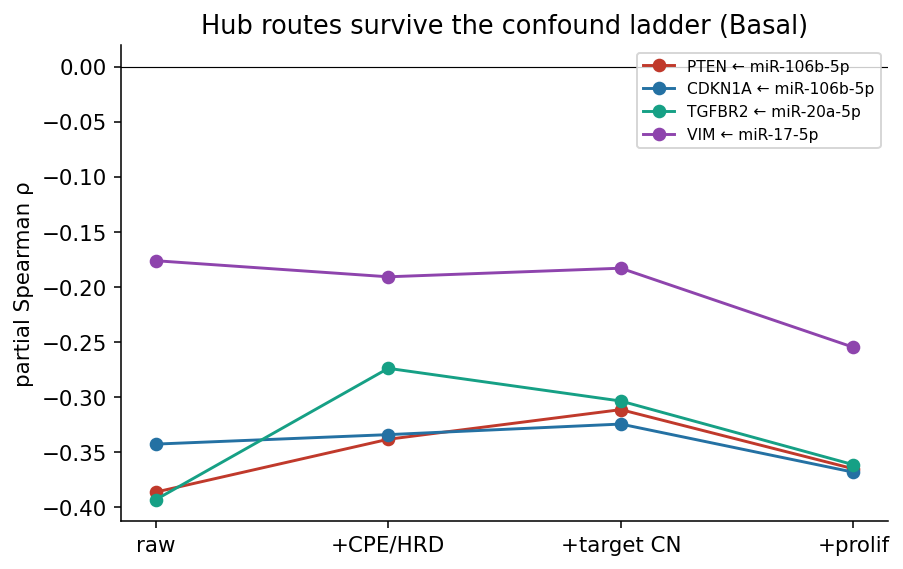 Hub routes survive the confound ladder (Basal)
PTEN ← miR-106b-5p
CDKN1A ← miR-106b-5p
TGFBR2 ← miR-20a-5p
VIM ← miR-17-5p
partial Spearman ρ
0.00
−0.05
−0.10
−0.15
−0.20
−0.25
−0.30
−0.35
−0.40
raw
+CPE/HRD
+target CN
+prolif